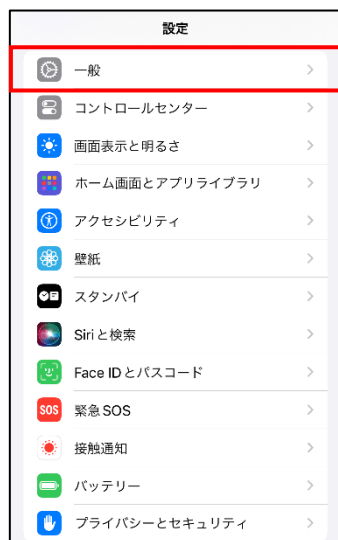 設定
一般
コントロールセンター
画面表示と明るさ
ホーム画面とアプリライブラリ
アクセシビリティ
壁紙
スタンバイ
Siriと検索
Face IDとパスコード
SOS 緊急SOS
接触通知
バッテリー
プライバシーとセキュリティ